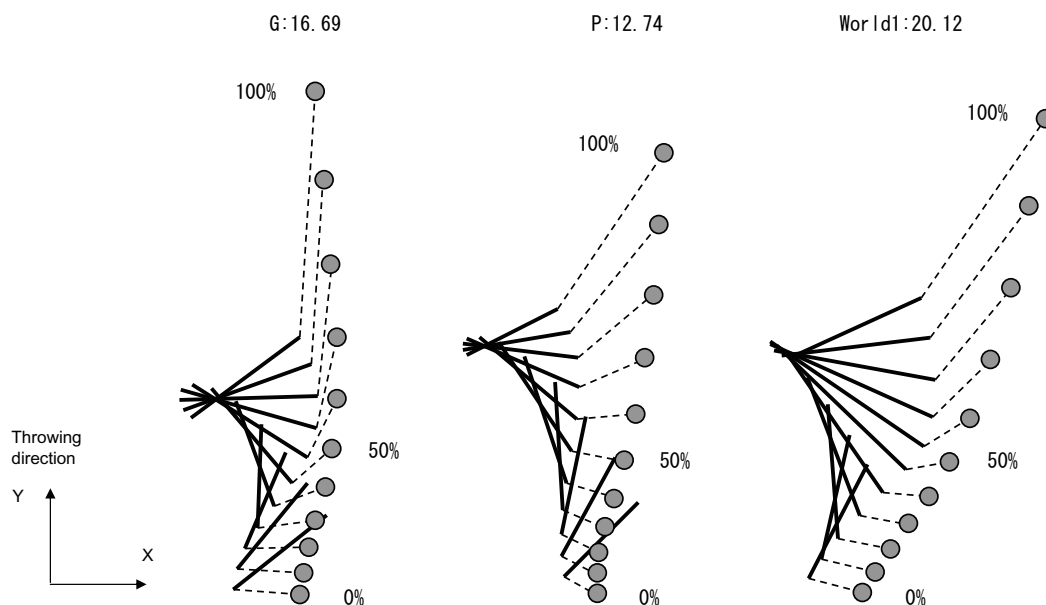 G:16.69
P:12.74
World1:20.12
100%
100%
100%
Throwing
direction
50%
50%
50%
Y
X
0%
0%
0%